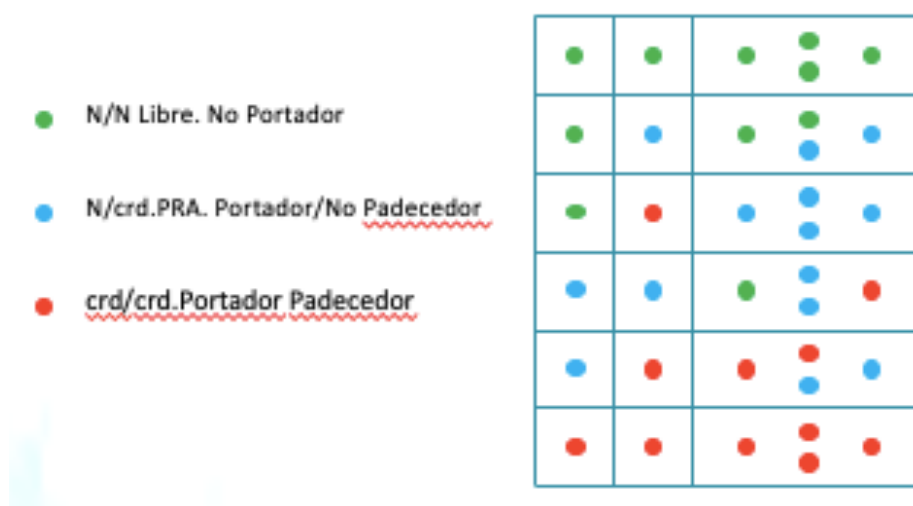 N/N Libre. No Portador
N/crd.PRA. Portador/No Padecedor
crd/crd.Portador Padecedor